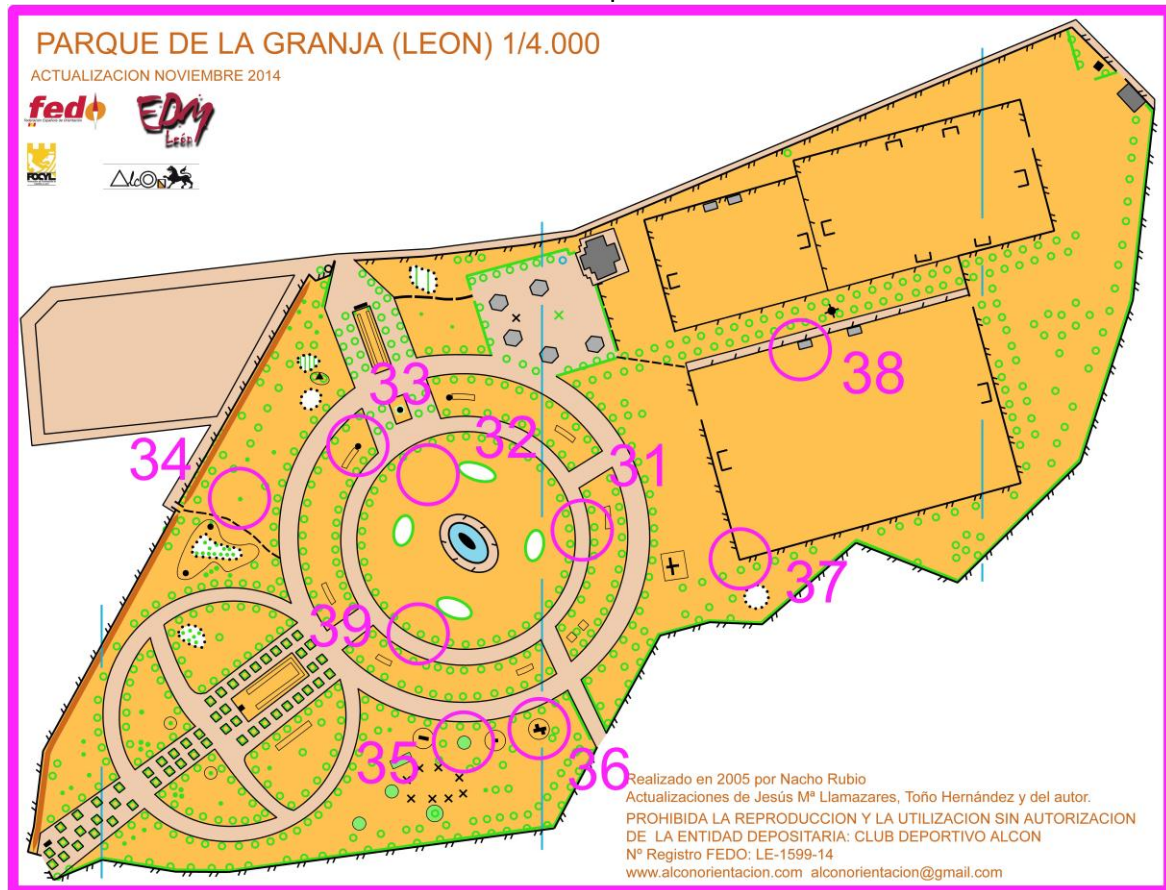 PARQUE DE LA GRANJA (LEON) 1/4.000
ACTUALIZACION NOVIEMBRE 2014
fedo
EDM
León
FOCYL
AlcON
38
33
32
34
31
37
39
35
36
Realizado en 2005 por Nacho Rubio
Actualizaciones de Jesús Mª Llamazares, Toño Hernández y del autor.
PROHIBIDA LA REPRODUCCION Y LA UTILIZACION SIN AUTORIZACION
DE LA ENTIDAD DEPOSITARIA: CLUB DEPORTIVO ALCON
Nº Registro FEDO: LE-1599-14
www.alconorientacion.com alconorientacion@gmail.com